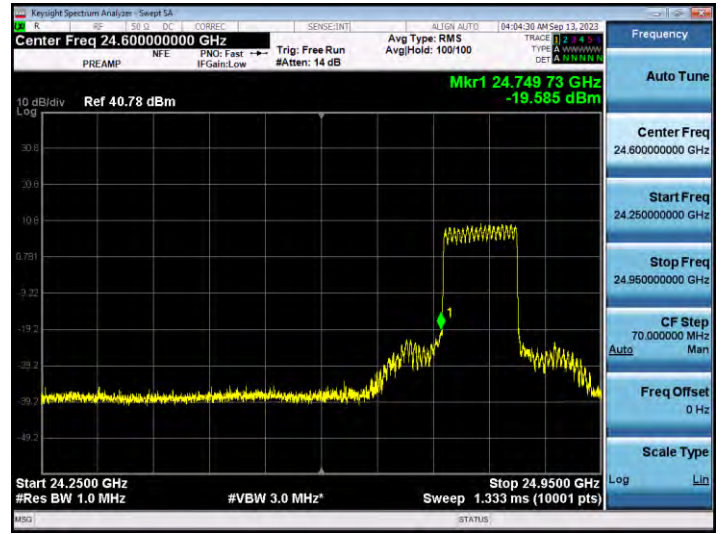 Keysight Spectrum Analyzer - Swept SA
R RF 50 Ω DC CORREC SENSE:INT ALIGN AUTO 04:04:30 AM Sep 13, 2023
Center Freq 24.600000000 GHz
PREAMP NFE PNO: Fast IFGain:Low
Trig: Free Run
#Atten: 14 dB
Avg Type: RMS
Avg|Hold: 100/100
TRACE 1 2 3 4 5 6
TYPE A WWWWW
DET A N N N N N
Mkr1 24.749 73 GHz
-19.585 dBm
10 dB/div Ref 40.78 dBm
Log
30.8
20.8
10.8
0.781
-9.22
-19.2
-29.2
-39.2
-49.2
1
Start 24.2500 GHz Stop 24.9500 GHz
#Res BW 1.0 MHz #VBW 3.0 MHz* Sweep 1.333 ms (10001 pts)
MSG STATUS
Frequency
Auto Tune
Center Freq
24.600000000 GHz
Start Freq
24.250000000 GHz
Stop Freq
24.950000000 GHz
CF Step
70.000000 MHz
Auto Man
Freq Offset
0 Hz
Scale Type
Log Lin